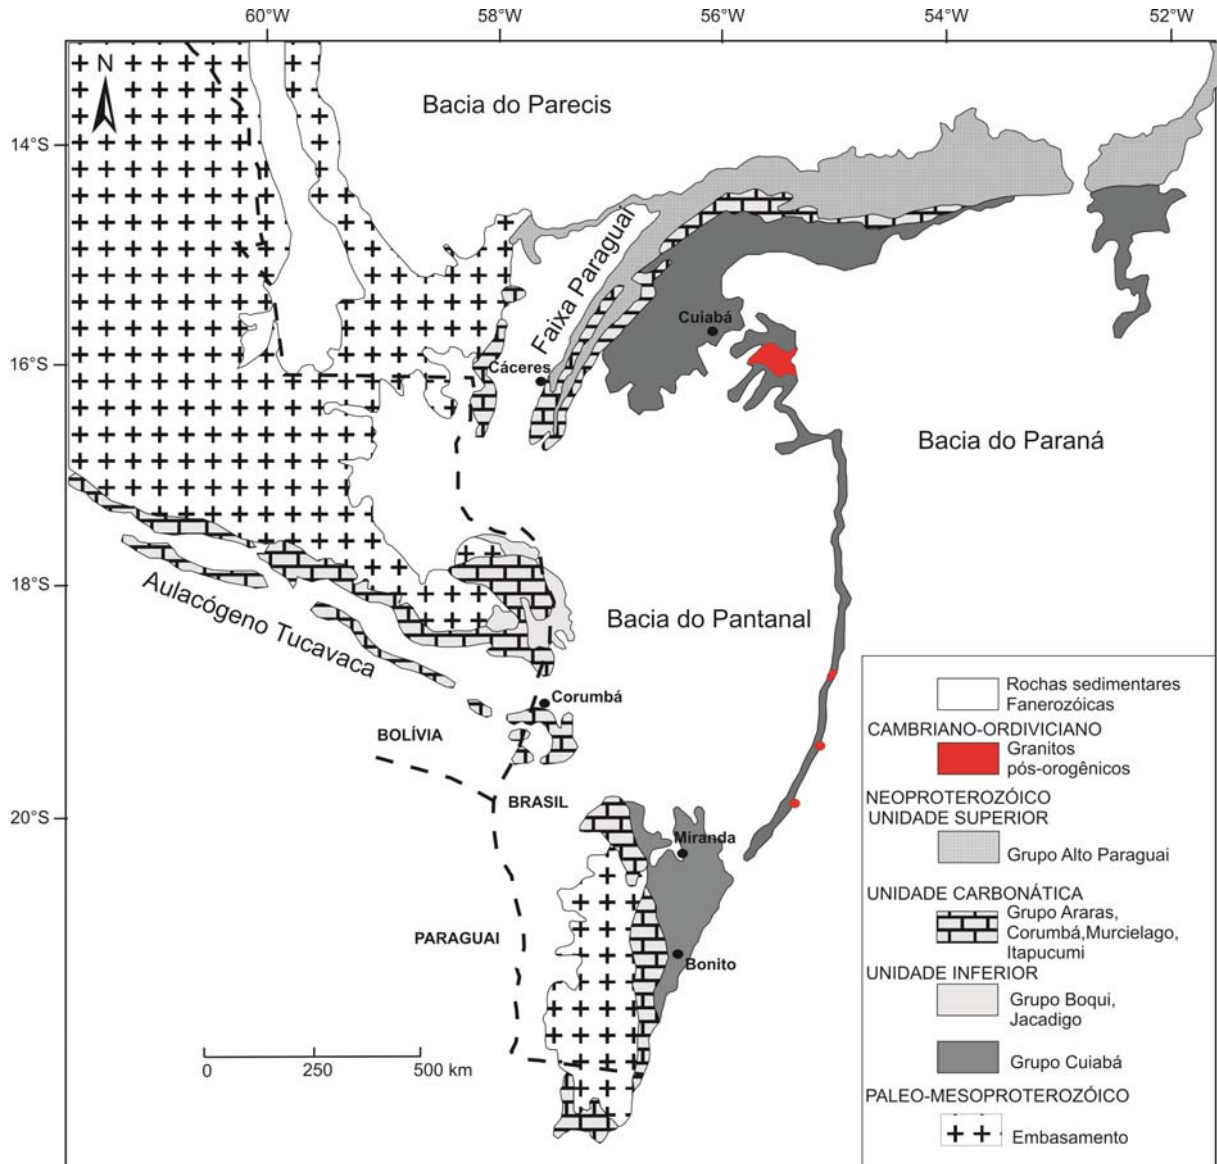 60°W 58°W 56°W 54°W 52°W
N
Bacia do Parecis
14°S
Faixa Paraguai
Cuiabá
16°S
Cáceres
Bacia do Paraná
18°S
Aulacógeno Tucavaca
Bacia do Pantanal
Corumbá
BOLÍVIA
BRASIL
20°S
Miranda
PARAGUAI
Bonito
0 250 500 km
Rochas sedimentares
Fanerozóicas
CAMBRIANO-ORDIVICIANO
Granitos
pós-orogênicos
NEOPROTEROZÓICO
UNIDADE SUPERIOR
Grupo Alto Paraguai
UNIDADE CARBONÁTICA
Grupo Araras,
Corumbá,Murcielago,
Itapucumi
UNIDADE INFERIOR
Grupo Boqui,
Jacadigo
Grupo Cuiabá
PALEO-MESOPROTEROZÓICO
Embasamento